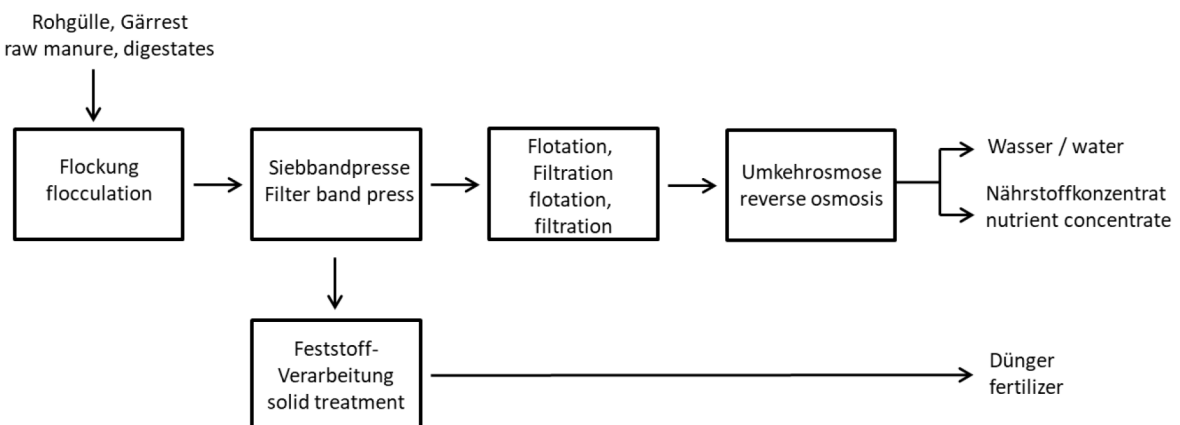 Rohgülle, Gärrest
raw manure, digestates
Flockung
flocculation
Siebbandpresse
Filter band press
Flotation,
Filtration
flotation,
filtration
Umkehrosmose
reverse osmosis
Wasser / water
Nährstoffkonzentrat
nutrient concentrate
Feststoff-
Verarbeitung
solid treatment
Dünger
fertilizer